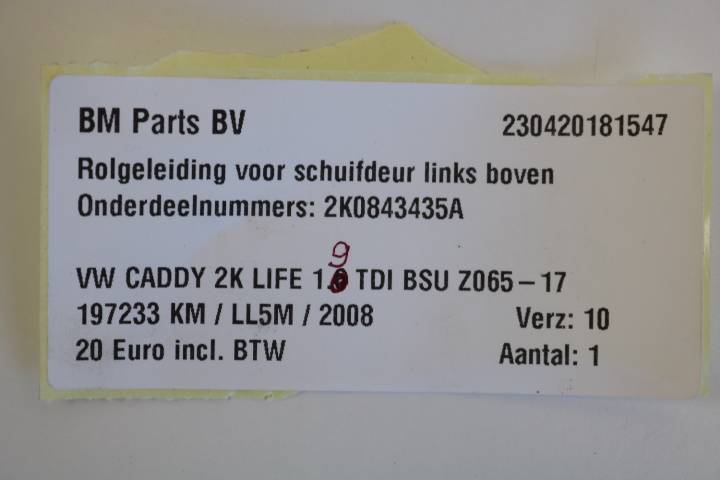 BM Parts BV 230420181547
Rolgeleiding voor schuifdeur links boven
Onderdeelnummers: 2K0843435A
9
VW CADDY 2K LIFE 1. TDI BSU Z065-17
197233 KM / LL5M / 2008 Verz: 10
20 Euro incl. BTW Aantal: 1